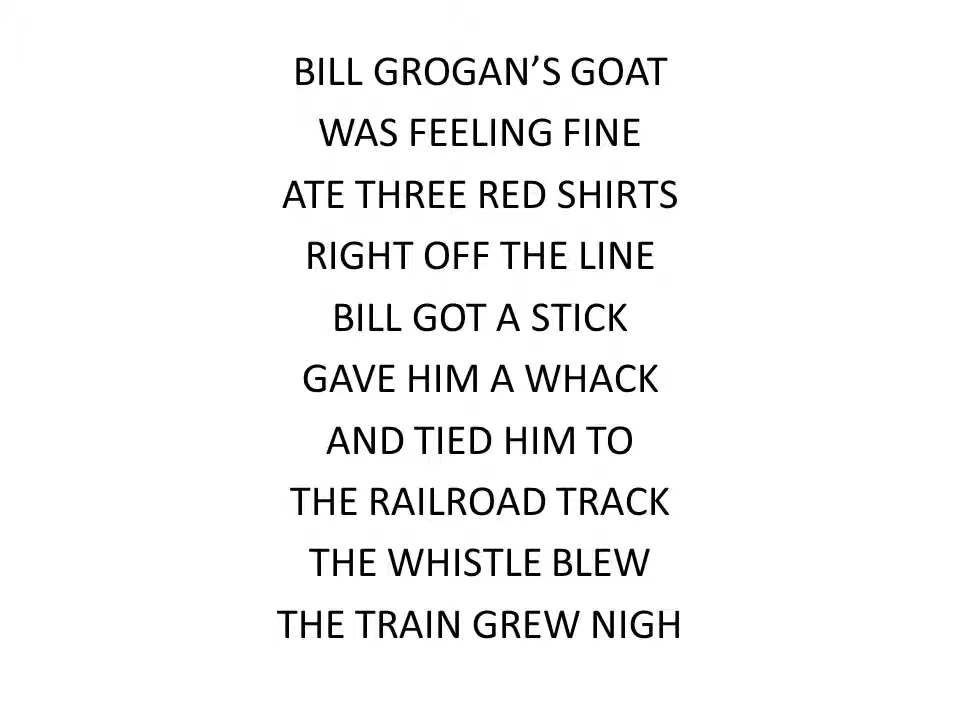 BILL GROGAN’S GOAT
WAS FEELING FINE
ATE THREE RED SHIRTS
RIGHT OFF THE LINE
BILL GOT A STICK
GAVE HIM A WHACK
AND TIED HIM TO
THE RAILROAD TRACK
THE WHISTLE BLEW
THE TRAIN GREW NIGH